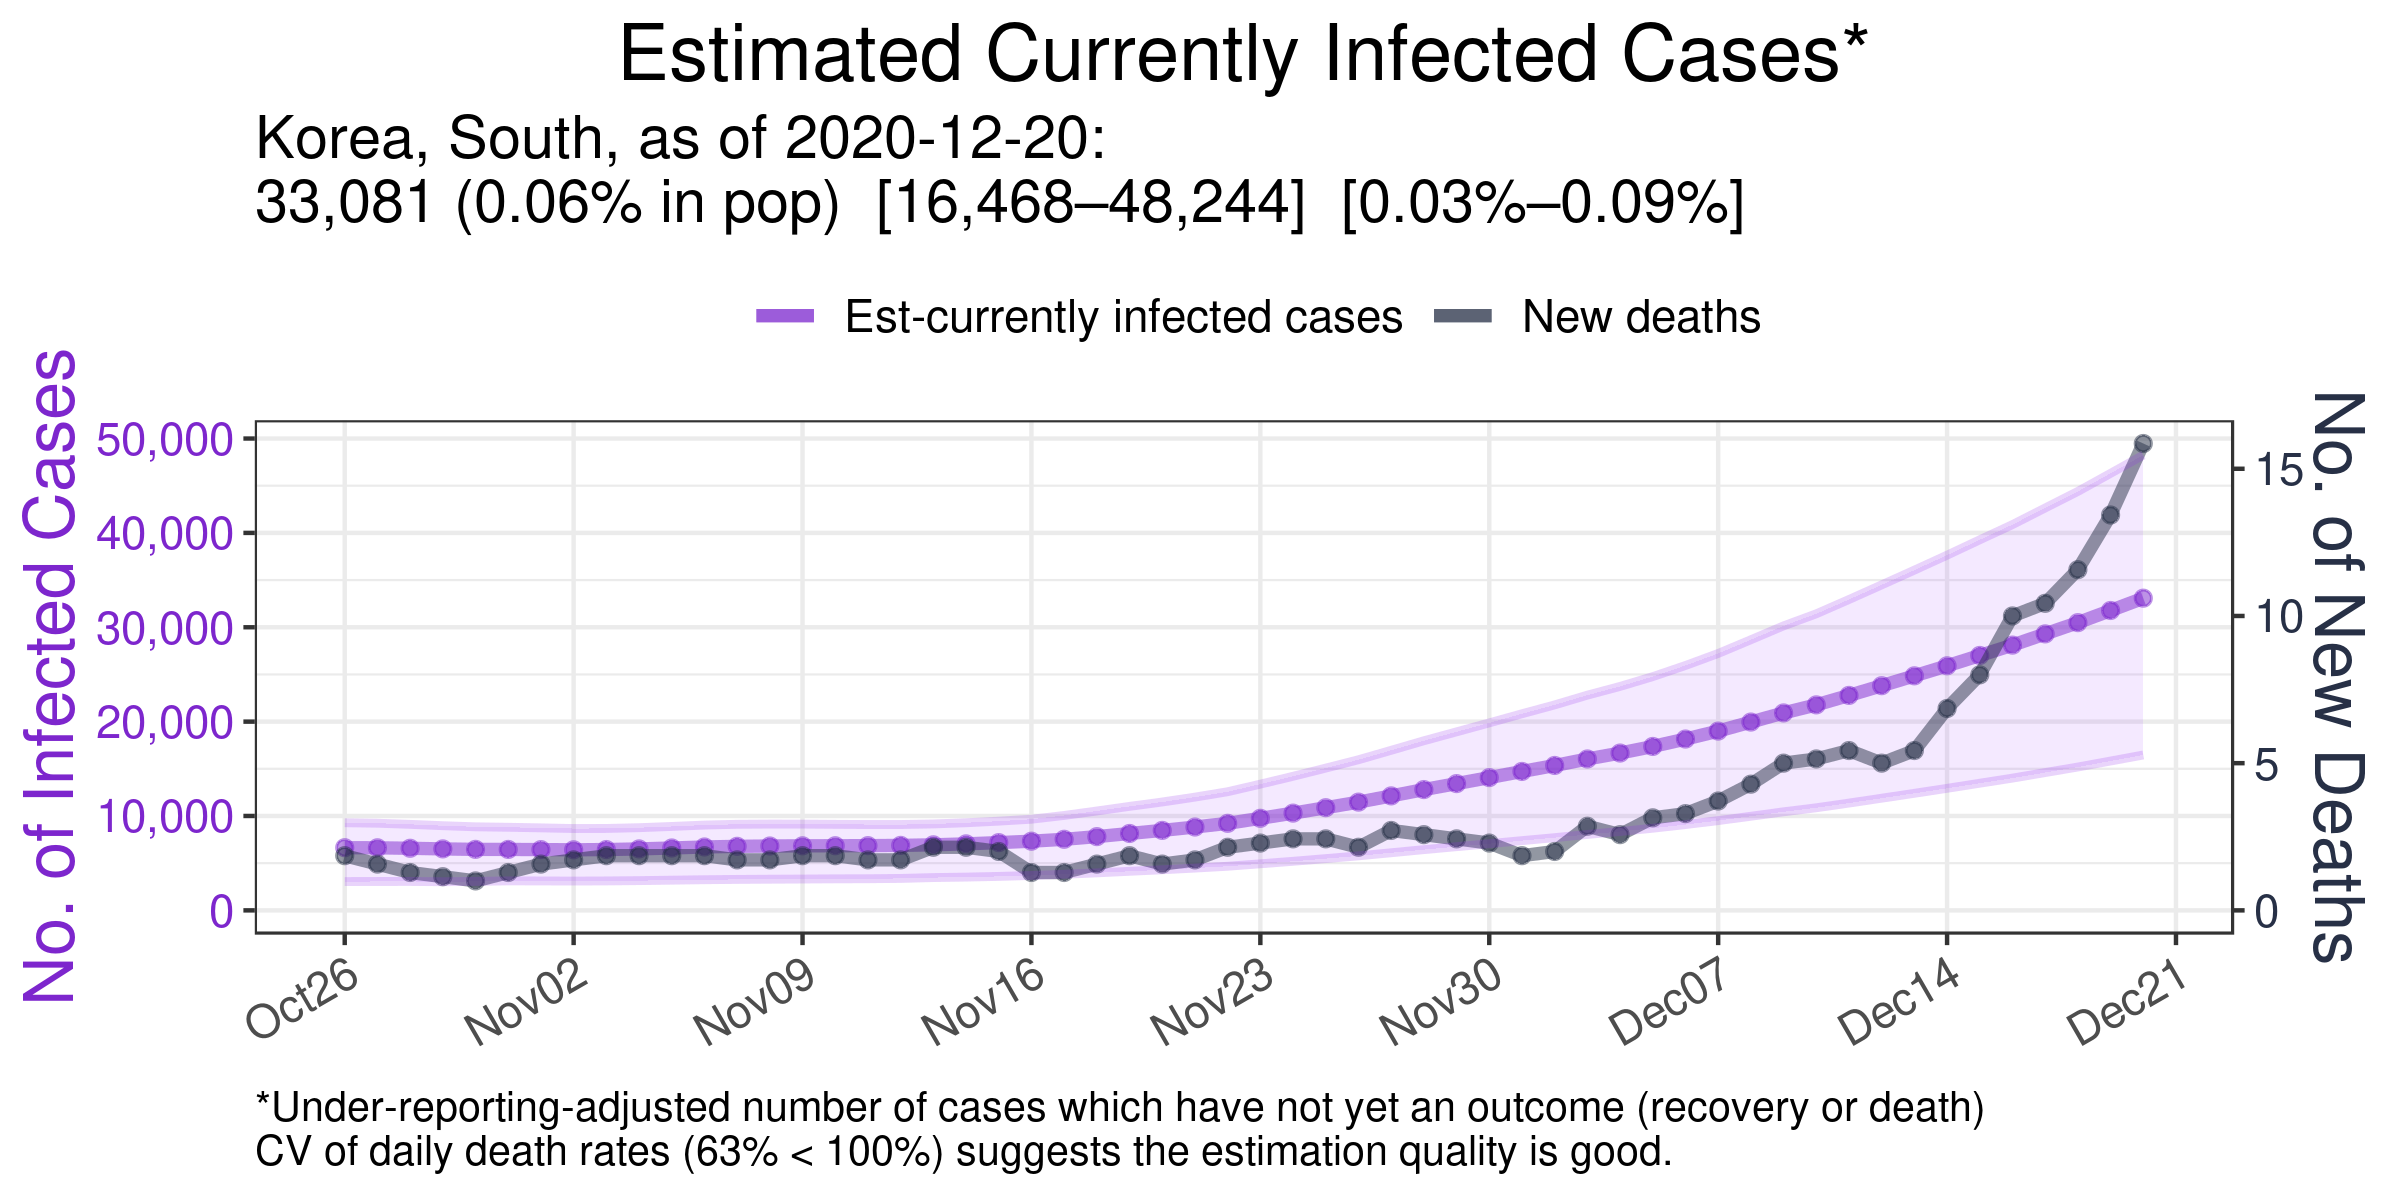 Estimated Currently Infected Cases*
Korea, South, as of 2020-12-20:
33,081 (0.06% in pop)  [16,468–48,244]  [0.03%–0.09%]
Est-currently infected cases
New deaths
No. of Infected Cases
50,000
40,000
30,000
20,000
10,000
0
No. of New Deaths
15
10
5
0
Oct26
Nov02
Nov09
Nov16
Nov23
Nov30
Dec07
Dec14
Dec21
*Under-reporting-adjusted number of cases which have not yet an outcome (recovery or death)
CV of daily death rates (63% < 100%) suggests the estimation quality is good.